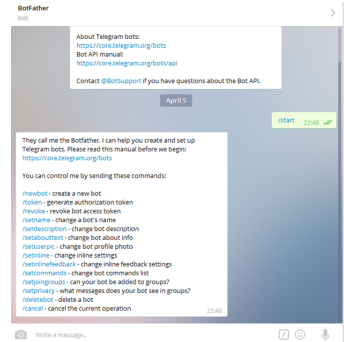 BotFather
bot
About Telegram bots:
https://core.telegram.org/bots
Bot API manual:
https://core.telegram.org/bots/api
Contact @BotSupport if you have questions about the Bot API.
April 5
/start 22:48
They call me the Botfather. I can help you create and set up
Telegram bots. Please read this manual before we begin:
https://core.telegram.org/bots
You can control me by sending these commands:
/newbot - create a new bot
/token - generate authorization token
/revoke - revoke bot access token
/setname - change a bot's name
/setdescription - change bot description
/setabouttext - change bot about info
/setuserpic - change bot profile photo
/setinline - change inline settings
/setinlinefeedback - change inline feedback settings
/setcommands - change bot commands list
/setjoingroups - can your bot be added to groups?
/setprivacy - what messages does your bot see in groups?
/deletebot - delete a bot
/cancel - cancel the current operation
22:48
Write a message..